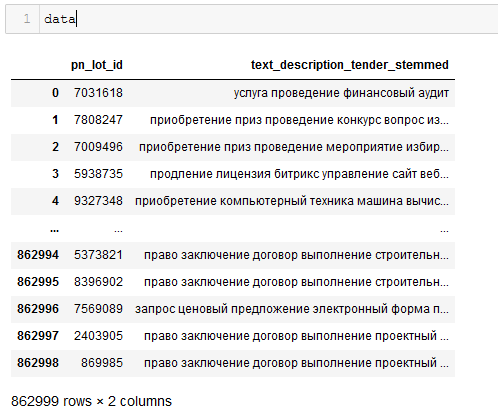 1 data
pn_lot_id text_description_tender_stemmed
0 7031618 услуга проведение финансовый аудит
1 7808247 приобретение приз проведение конкурс вопрос из...
2 7009496 приобретение приз проведение мероприятие избир...
3 5938735 продление лицензия битрикс управление сайт веб...
4 9327348 приобретение компьютерный техника машина вычис...
... ... ...
862994 5373821 право заключение договор выполнение строительн...
862995 8396902 право заключение договор выполнение строительн...
862996 7569089 запрос ценовый предложение электронный форма п...
862997 2403905 право заключение договор выполнение проектный ...
862998 869985 право заключение договор выполнение проектный ...
862999 rows × 2 columns